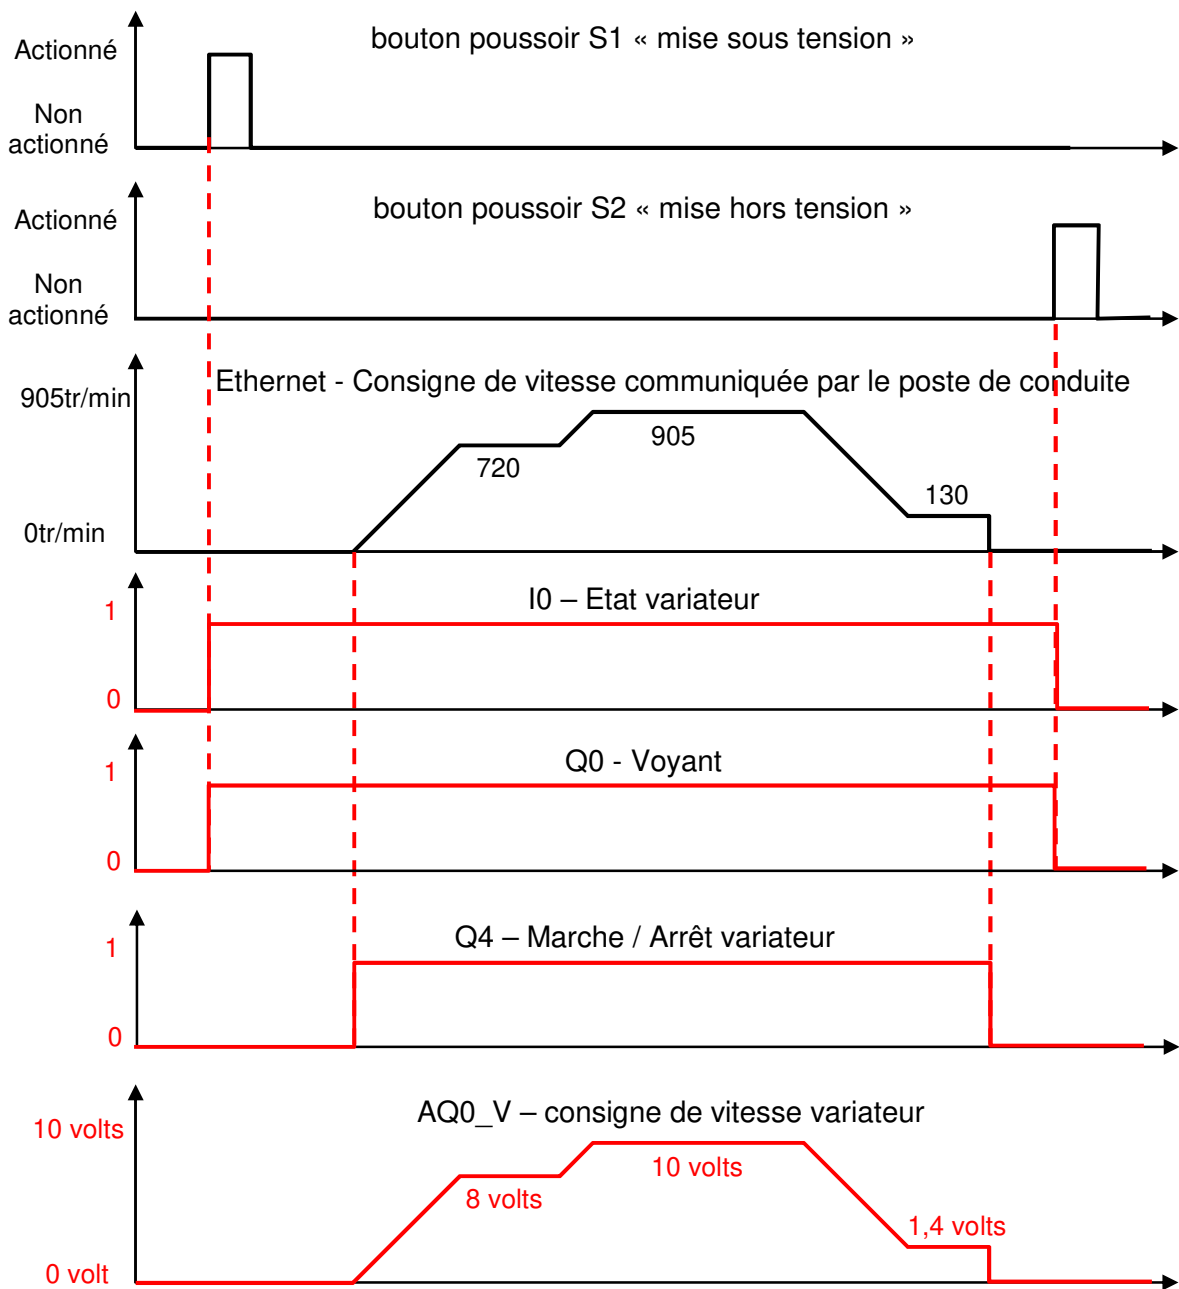 bouton poussoir S1 « mise sous tension »
Actionné
Non
actionné
bouton poussoir S2 « mise hors tension »
Actionné
Non
actionné
Ethernet - Consigne de vitesse communiquée par le poste de conduite
905tr/min
905
720
130
0tr/min
I0 – Etat variateur
1
0
Q0 - Voyant
1
0
Q4 – Marche / Arrêt variateur
1
0
AQ0_V – consigne de vitesse variateur
10 volts
10 volts
8 volts
1,4 volts
0 volt